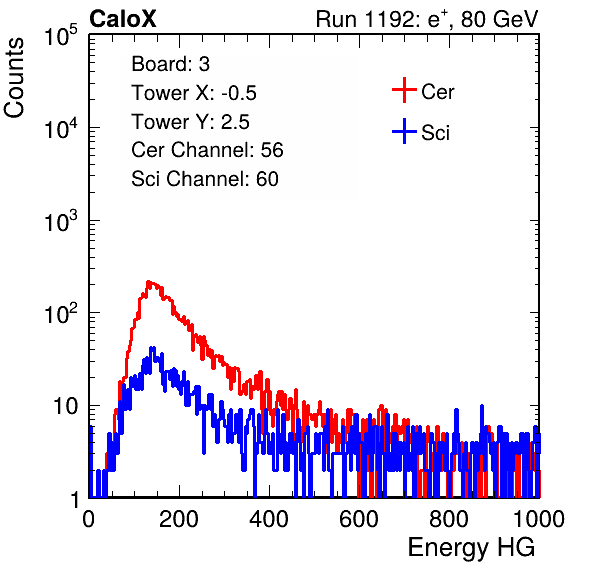 CaloX Run 1192: e⁺, 80 GeV
Counts
10⁵
10⁴
10³
10²
10
1
Board: 3
Tower X: -0.5
Tower Y: 2.5
Cer Channel: 56
Sci Channel: 60
Cer
Sci
0 200 400 600 800 1000
Energy HG